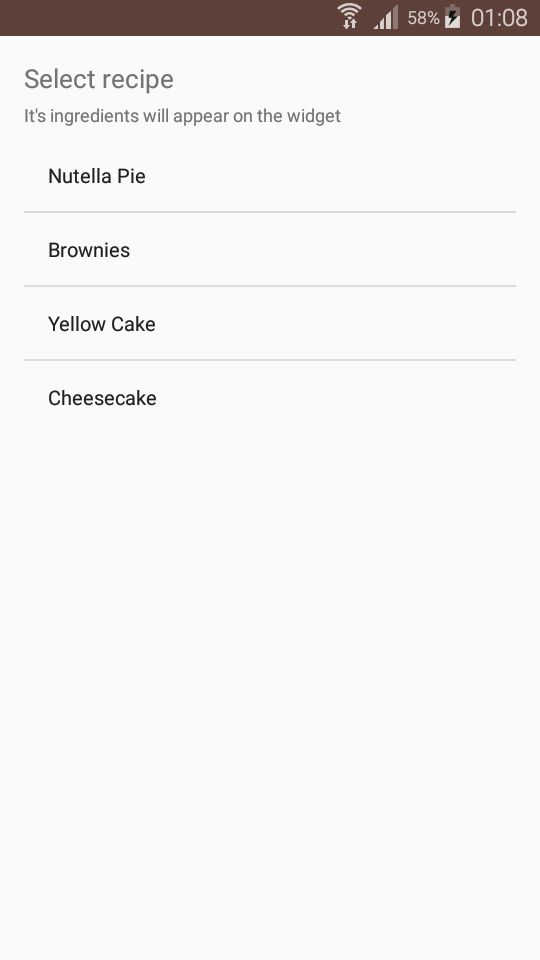 58% 01:08
Select recipe
It's ingredients will appear on the widget
Nutella Pie
Brownies
Yellow Cake
Cheesecake